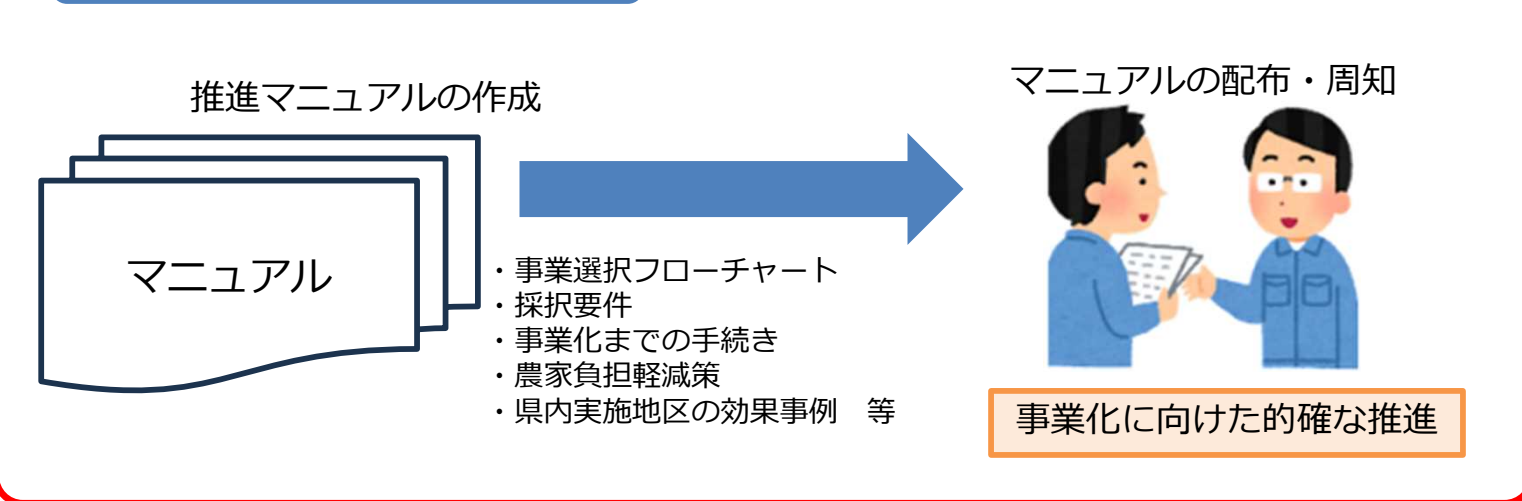 推進マニュアルの作成
マニュアル
・事業選択フローチャート
・採択要件
・事業化までの手続き
・農家負担軽減策
・県内実施地区の効果事例　等
マニュアルの配布・周知
事業化に向けた的確な推進